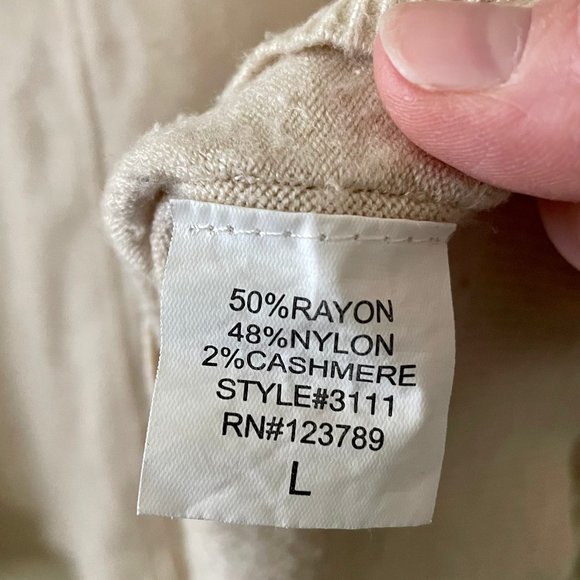 50%RAYON
48%NYLON
2%CASHMERE
STYLE#3111
RN#123789
L